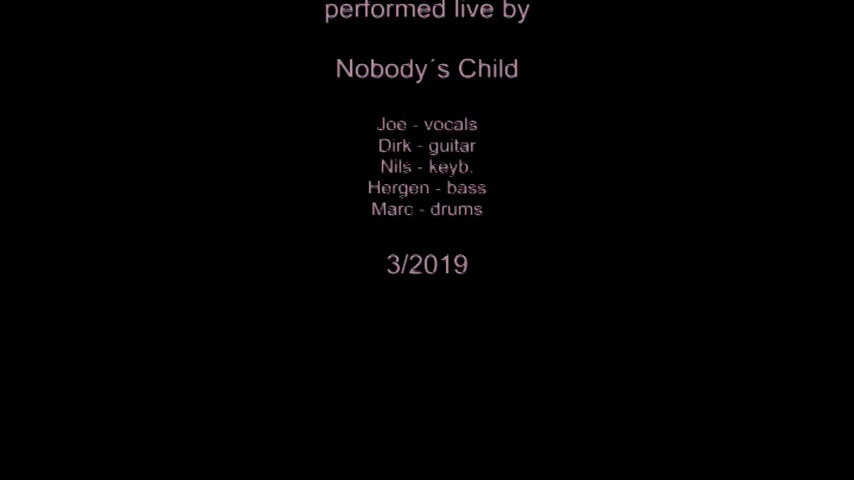 performed live by
Nobody´s Child
Joe - vocals
Dirk - guitar
Nils - keyb.
Hergen - bass
Marc - drums
3/2019